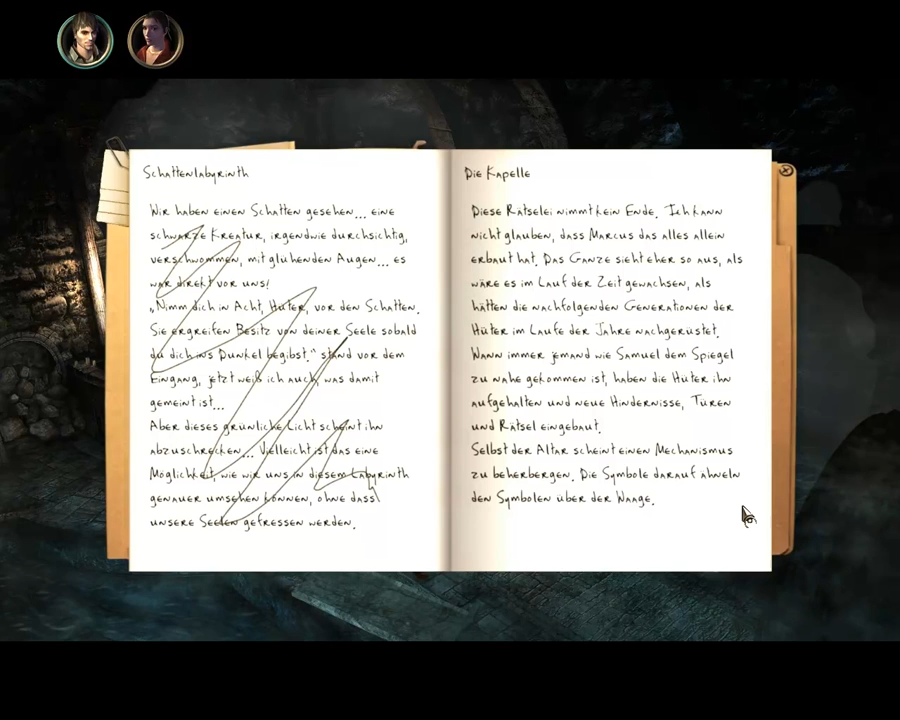 Schattenlabyrinth
Wir haben einen Schatten gesehen... eine
schwarze Kreatur, irgendwie durchsichtig,
verschwommen, mit glühenden Augen... es
war direkt vor uns!
„Nimm dich in Acht, Hüter, vor den Schatten.
Sie ergreifen Besitz von deiner Seele sobald
du dich ins Dunkel begibst.“ stand vor dem
Eingang, jetzt weiß ich auch, was damit
gemeint ist...
Aber dieses grünliche Licht scheint ihn
abzuschrecken... Vielleicht ist das eine
Möglichkeit, wie wir uns in diesem Labyrinth
genauer umsehen können, ohne dass
unsere Seelen gefressen werden.
Die Kapelle
Diese Rätselei nimmt kein Ende. Ich kann
nicht glauben, dass Marcus das alles allein
erbaut hat. Das Ganze sieht eher so aus, als
wäre es im Lauf der Zeit gewachsen, als
hätten die nachfolgenden Generationen der
Hüter im Laufe der Jahre nachgerüstet.
Wann immer jemand wie Samuel dem Spiegel
zu nahe gekommen ist, haben die Hüter ihn
aufgehalten und neue Hindernisse, Türen
und Rätsel eingebaut.
Selbst der Altar scheint einen Mechanismus
zu beherbergen. Die Symbole darauf ähneln
den Symbolen über der Waage.